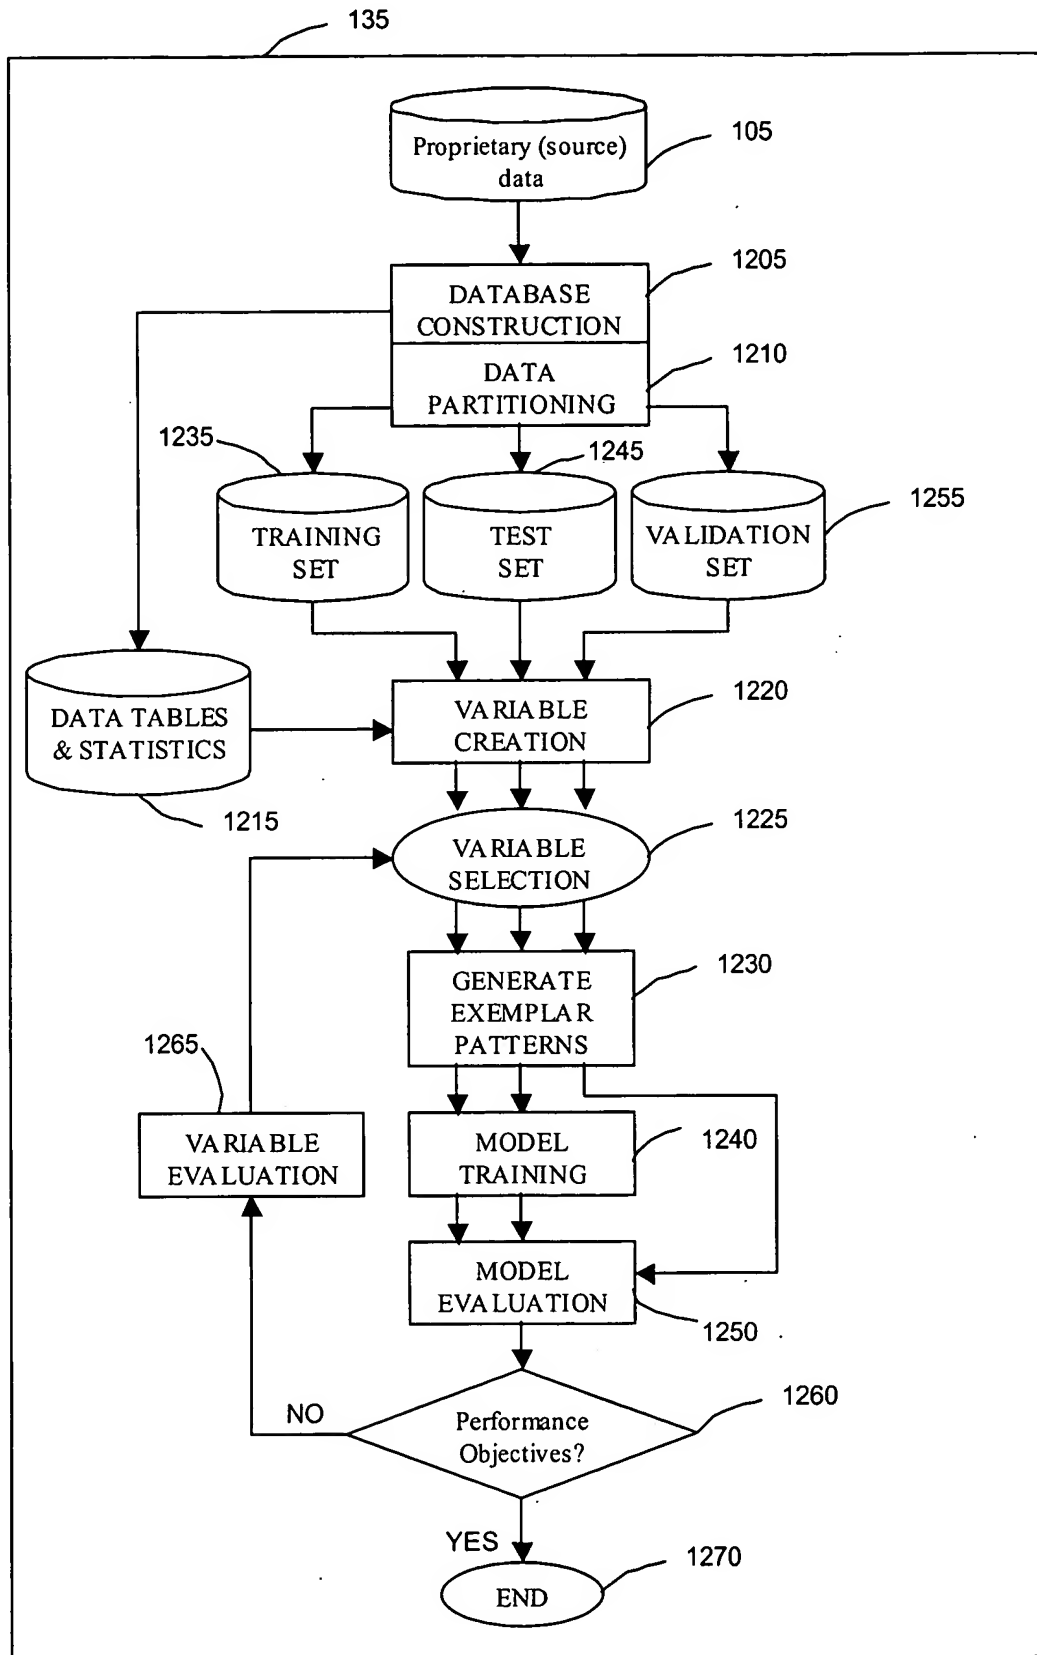 135
Proprietary (source)
data
105
DATABASE
CONSTRUCTION
1205
DATA
PARTITIONING
1210
1235
1245
1255
TRAINING
SET
TEST
SET
VALIDATION
SET
DATA TABLES
& STATISTICS
1215
VARIABLE
CREATION
1220
VARIABLE
SELECTION
1225
GENERATE
EXEMPLAR
PATTERNS
1230
1265
VARIABLE
EVALUATION
MODEL
TRAINING
1240
MODEL
EVALUATION
1250
NO
Performance
Objectives?
1260
YES
END
1270